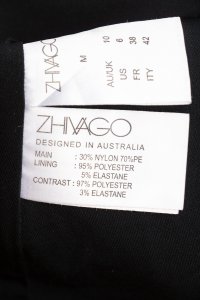 ZHIVAGO
M
10 6 38 42
AU/UK US FR ITY
ZHIVAGO
DESIGNED IN AUSTRALIA
MAIN : 30% NYLON 70%PE
LINING : 95% POLYESTER
5% ELASTANE
CONTRAST : 97% POLYESTER
3% ELASTANE